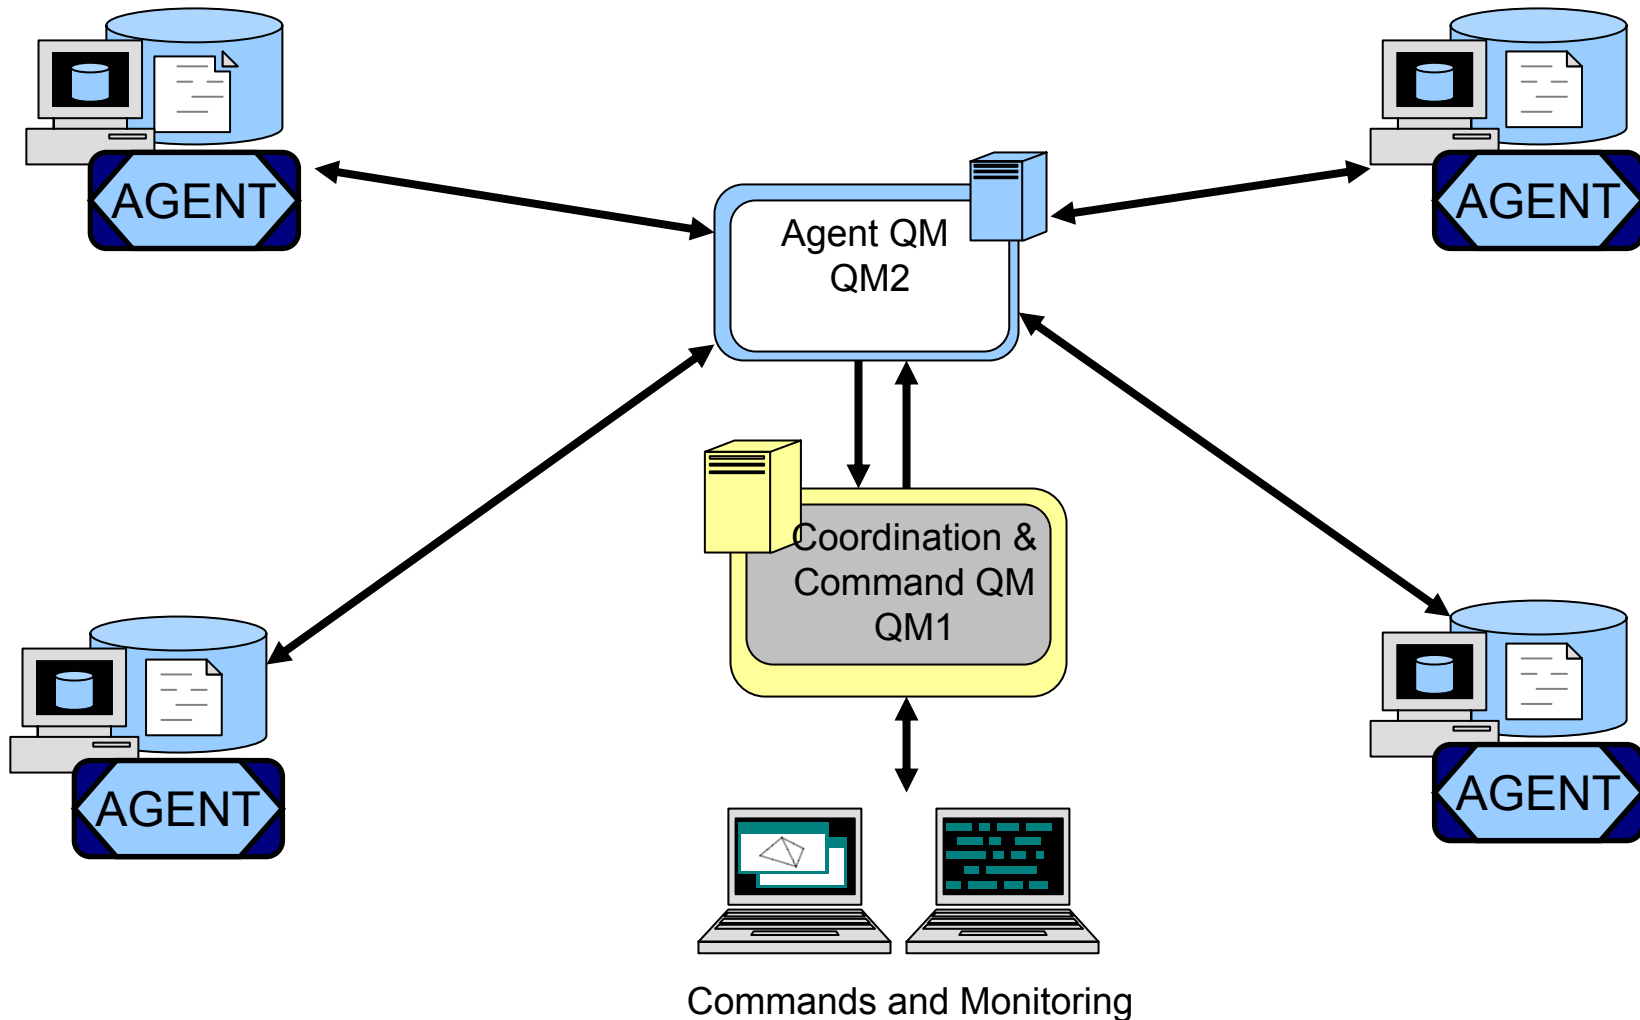 AGENT
AGENT
Agent QM
QM2
Coordination &
Command QM
QM1
AGENT
AGENT
Commands and Monitoring